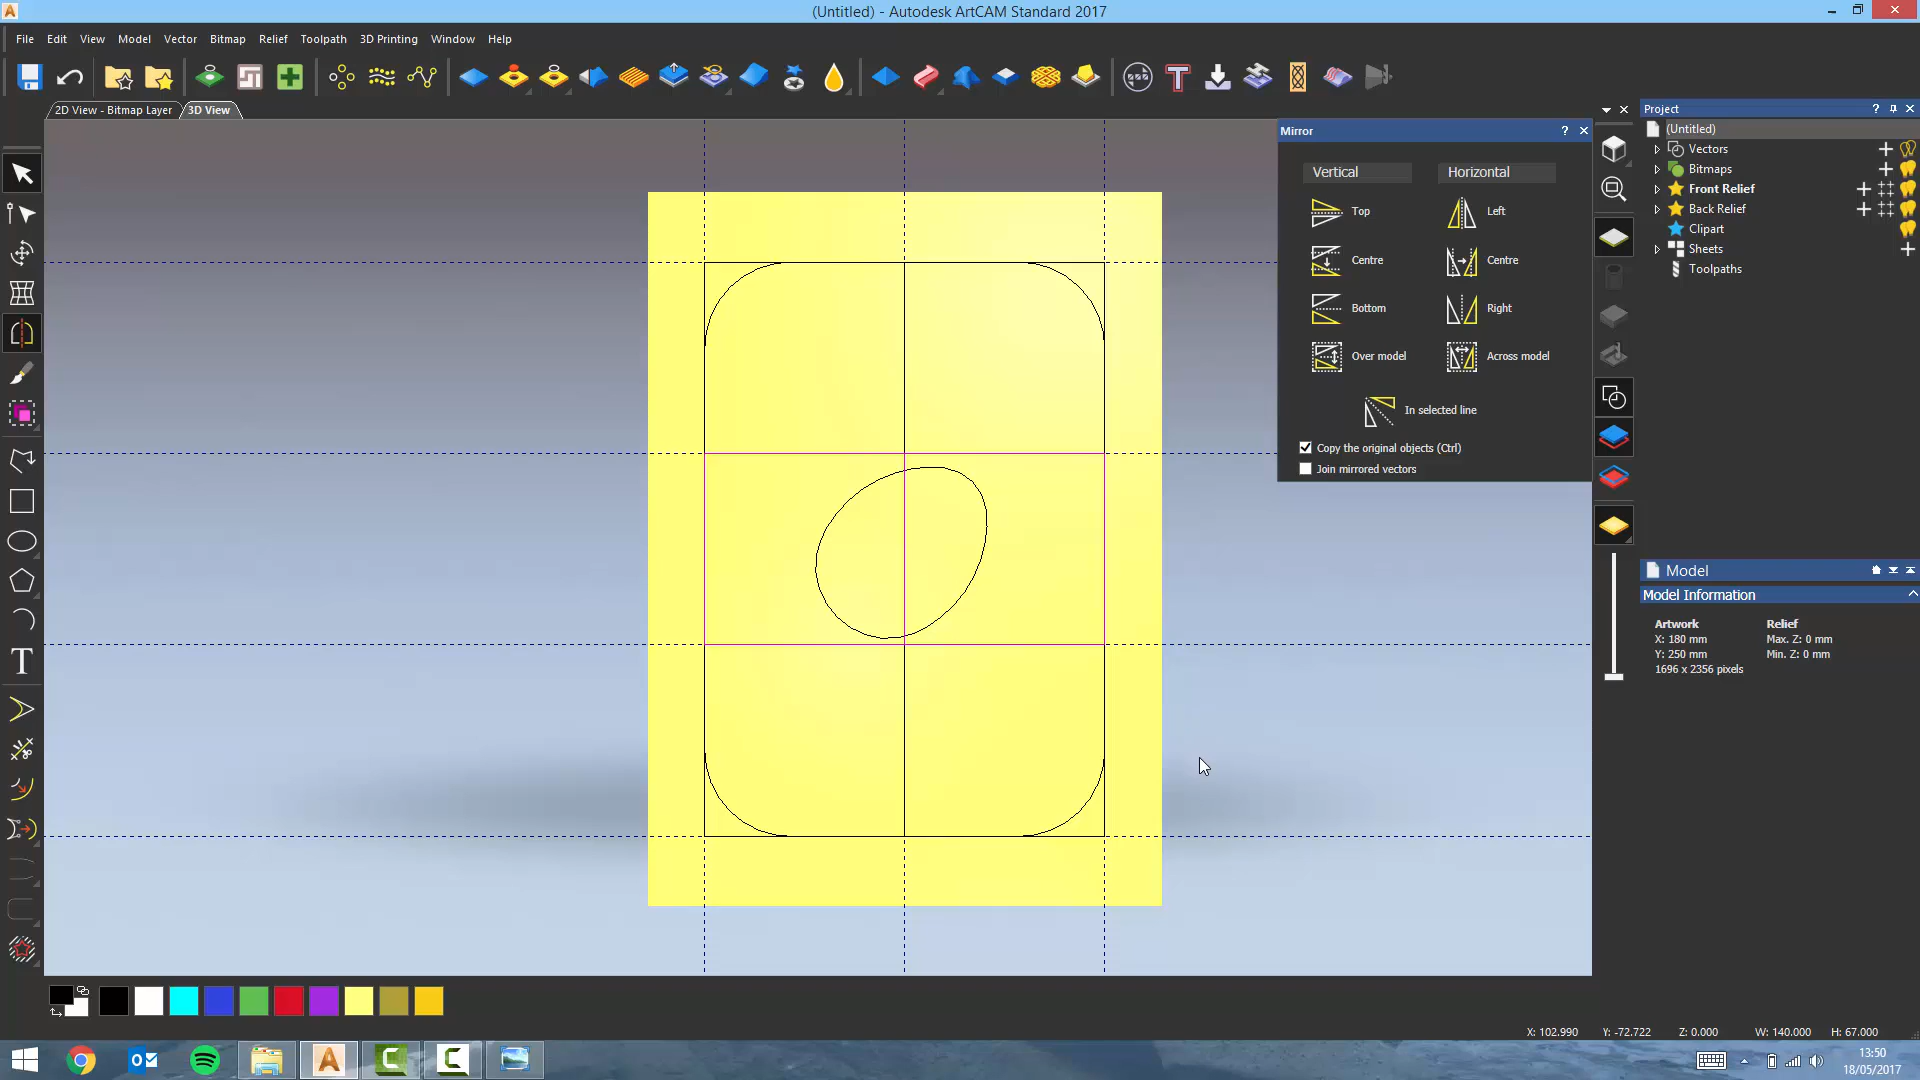 (Untitled) - Autodesk ArtCAM Standard 2017
File Edit View Model Vector Bitmap Relief Toolpath 3D Printing Window Help
2D View - Bitmap Layer 3D View
Mirror
Vertical Horizontal
Top Left
Centre Centre
Bottom Right
Over model Across model
In selected line
Copy the original objects (Ctrl)
Join mirrored vectors
Project
(Untitled)
Vectors
Bitmaps
Front Relief
Back Relief
Clipart
Sheets
Toolpaths
Model
Model Information
Artwork Relief
X: 180 mm Max. Z: 0 mm
Y: 250 mm Min. Z: 0 mm
1696 x 2356 pixels
X: 102.990 Y: -72.722 Z: 0.000 W: 140.000 H: 67.000
13:50
18/05/2017